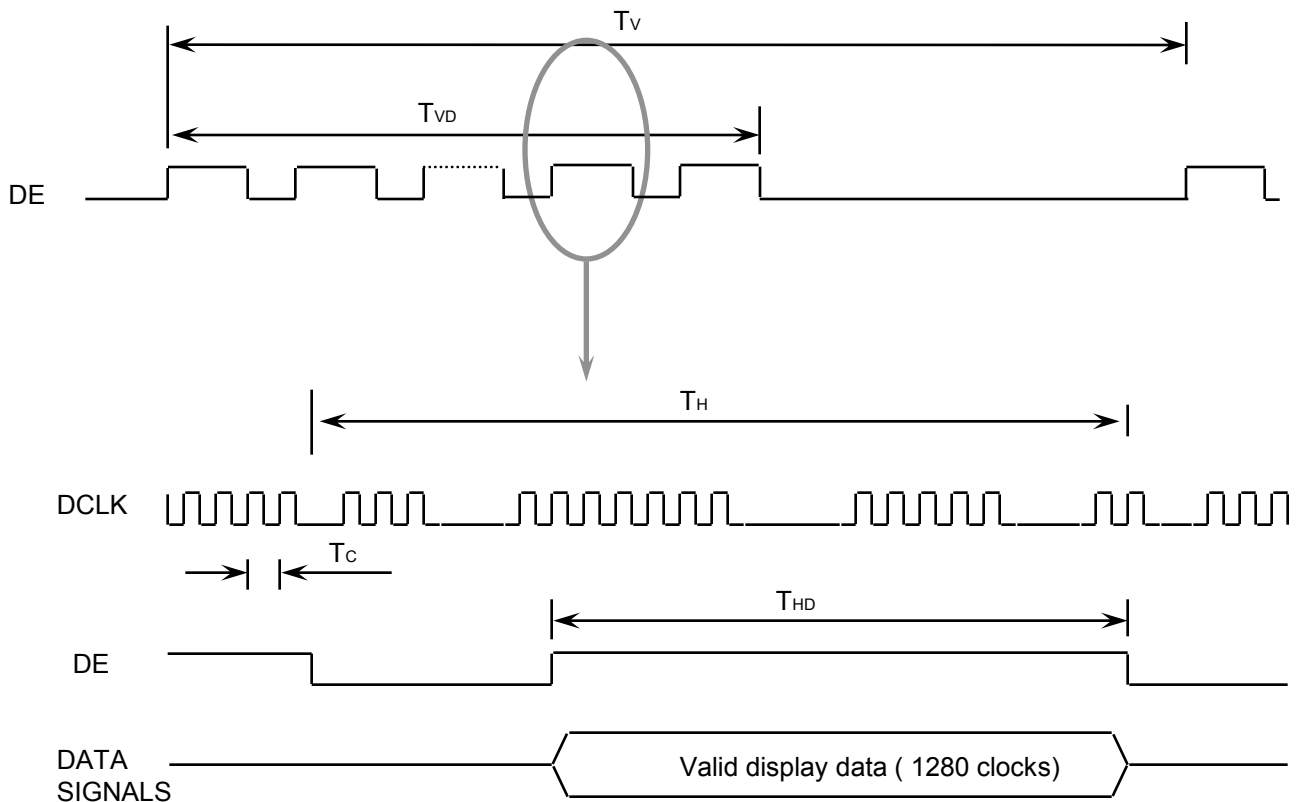 TV
TVD
DE
TH
DCLK
TC
THD
DE
DATA
SIGNALS
Valid display data ( 1280 clocks)